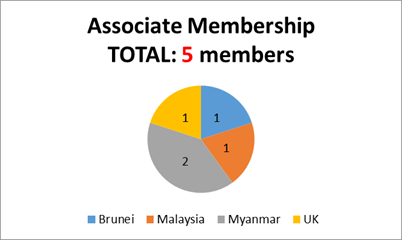 Associate Membership
TOTAL: 5 members
1 1
1
2
Brunei Malaysia Myanmar UK